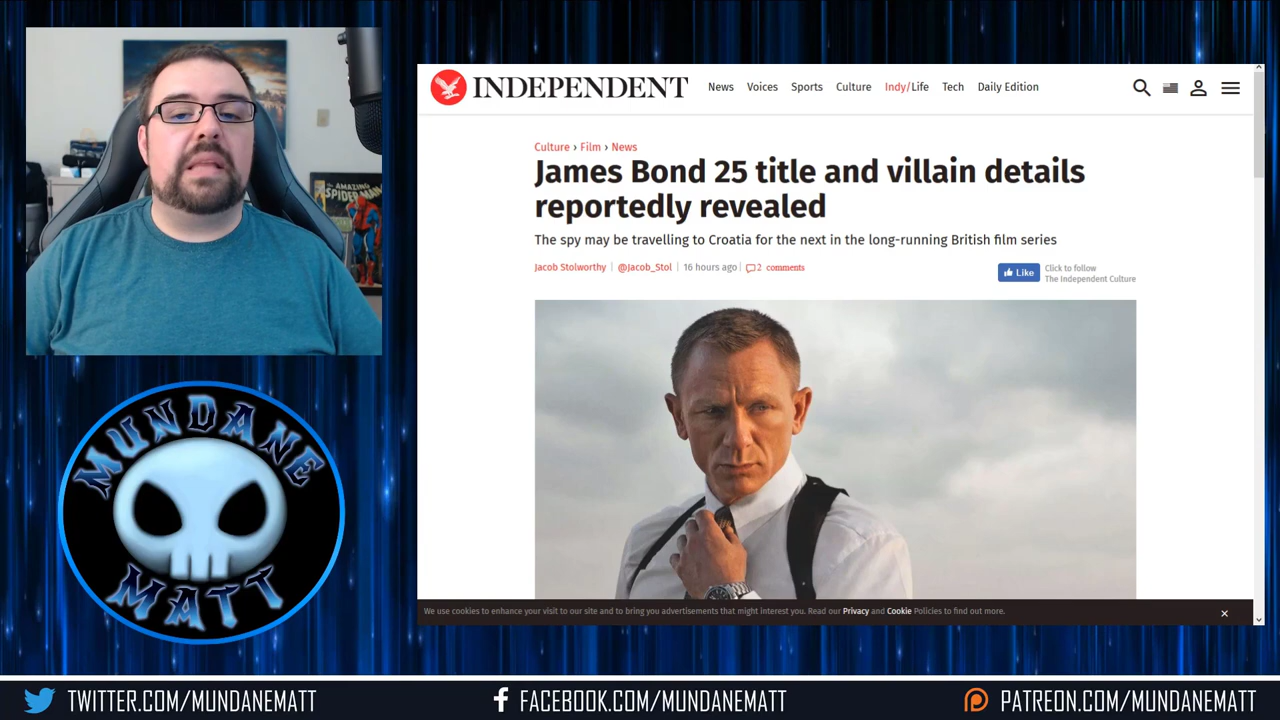 THE AMAZING
SPIDER-MAN
MUNDANE
MATT
INDEPENDENT
News Voices Sports Culture Indy/Life Tech Daily Edition
Culture › Film › News
James Bond 25 title and villain details
reportedly revealed
The spy may be travelling to Croatia for the next in the long-running British film series
Jacob Stolworthy | @Jacob_Stol | 16 hours ago | 2 comments
Like
Click to follow
The Independent Culture
We use cookies to enhance your visit to our site and to bring you advertisements that might interest you. Read our Privacy and Cookie Policies to find out more.
TWITTER.COM/MUNDANEMATT
FACEBOOK.COM/MUNDANEMATT
PATREON.COM/MUNDANEMATT